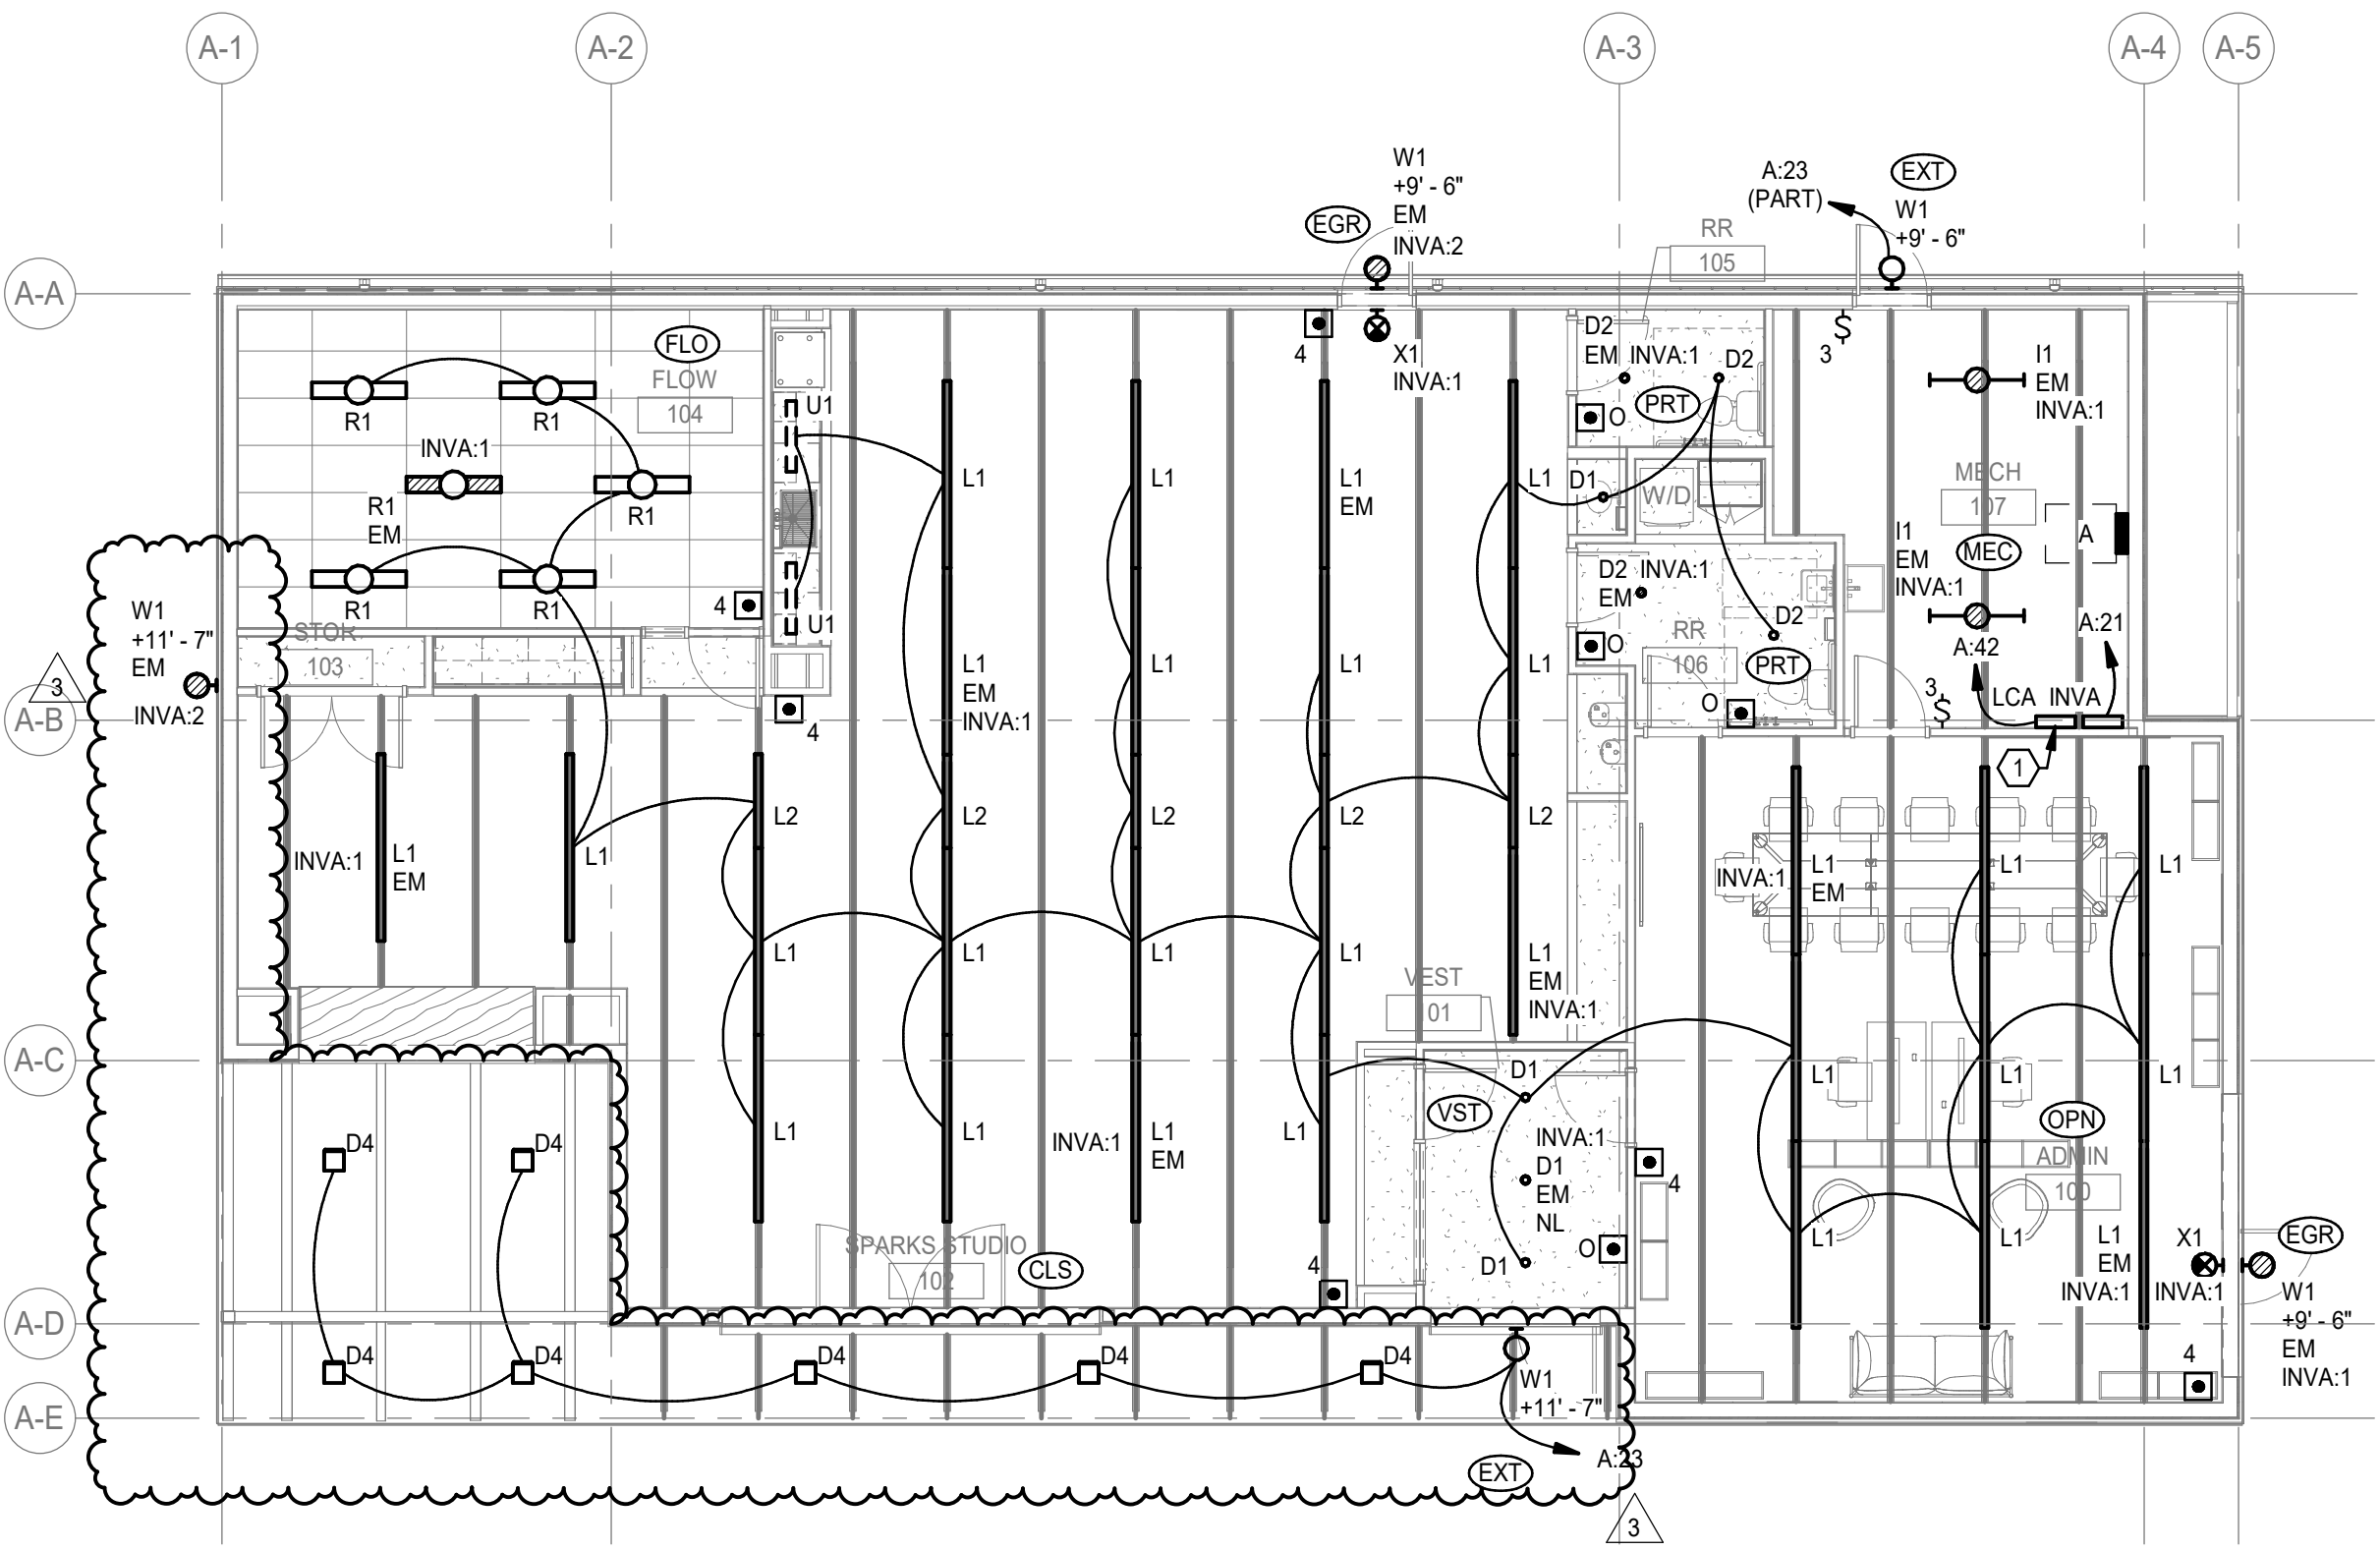 A-1
A-2
A-3
A-4
A-5
W1
+9' - 6"
EM
INVA:2
EGR
A:23
(PART)
EXT
W1
+9' - 6"
RR
105
A-A
FLO
FLOW
104
R1
R1
INVA:1
R1
EM
R1
R1
R1
U1
U1
4
4
X1
INVA:1
D2
EM
INVA:1
D2
PRT
O
3
I1
EM
INVA:1
L1
L1
L1
EM
L1
D1
W/D
MECH
107
A
I1
EM
INVA:1
MEC
D2
EM
INVA:1
D2
O
RR
106
PRT
O
4
A:42
A:21
3
LCA
INVA
1
W1
+11' - 7"
EM
INVA:2
3
STOR
103
A-B
4
L1
EM
INVA:1
L1
L1
L1
INVA:1
L1
EM
L1
L2
L2
L2
L2
L2
INVA:1
L1
EM
L1
L1
L1
L1
L1
L1
L1
EM
INVA:1
VEST
101
A-C
D1
L1
L1
L1
VST
OPN
INVA:1
D1
EM
NL
ADMIN
100
D4
D4
L1
L1
INVA:1
L1
EM
L1
4
SPARKS STUDIO
102
CLS
4
D1
O
L1
L1
L1
EM
INVA:1
X1
INVA:1
EGR
W1
+9' - 6"
EM
INVA:1
A-D
D4
D4
D4
D4
D4
W1
+11' - 7"
4
A-E
A:23
EXT
3